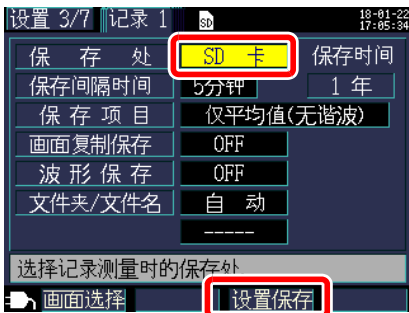 设置 3/7 记录 1 SD 18-01-22
17:05:34
保存处 SD 卡 保存时间
保存间隔时间 5分钟 1 年
保存项目 仅平均值(无谐波)
画面复制保存 OFF
波形保存 OFF
文件夹/文件名 自动
-----
选择记录测量时的保存处
画面选择 设置保存